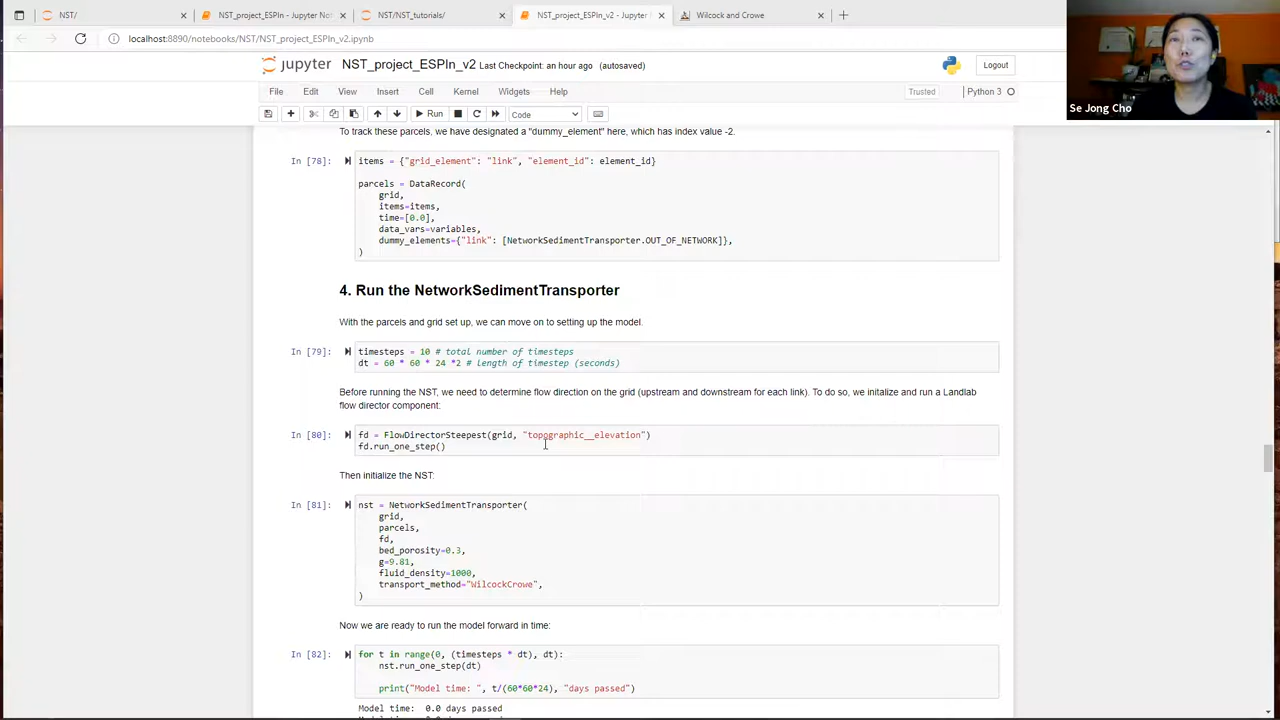 NST/
NST_project_ESPIn - Jupyter Not
NST/NST_tutorials/
NST_project_ESPIn_v2 - Jupyter
Wilcock and Crowe
localhost:8890/notebooks/NST/NST_project_ESPIn_v2.ipynb
jupyter NST_project_ESPIn_v2 Last Checkpoint: an hour ago (autosaved)
Logout
File Edit View Insert Cell Kernel Widgets Help
Trusted
Python 3
Run
Code
Se Jong Cho
To track these parcels, we have designated a "dummy_element" here, which has index value -2.
In [78]:
items = {"grid_element": "link", "element_id": element_id}
parcels = DataRecord(
grid,
items=items,
time=[0.0],
data_vars=variables,
dummy_elements={"link": [NetworkSedimentTransporter.OUT_OF_NETWORK]},
)
4. Run the NetworkSedimentTransporter
With the parcels and grid set up, we can move on to setting up the model.
In [79]:
timesteps = 10 # total number of timesteps
dt = 60 * 60 * 24 *2 # length of timestep (seconds)
Before running the NST, we need to determine flow direction on the grid (upstream and downstream for each link). To do so, we initalize and run a Landlab
flow director component:
In [80]:
fd = FlowDirectorSteepest(grid, "topographic__elevation")
fd.run_one_step()
Then initialize the NST:
In [81]:
nst = NetworkSedimentTransporter(
grid,
parcels,
fd,
bed_porosity=0.3,
g=9.81,
fluid_density=1000,
transport_method="WilcockCrowe",
)
Now we are ready to run the model forward in time:
In [82]:
for t in range(0, (timesteps * dt), dt):
nst.run_one_step(dt)
print("Model time: ", t/(60*60*24), "days passed")
Model time:  0.0 days passed